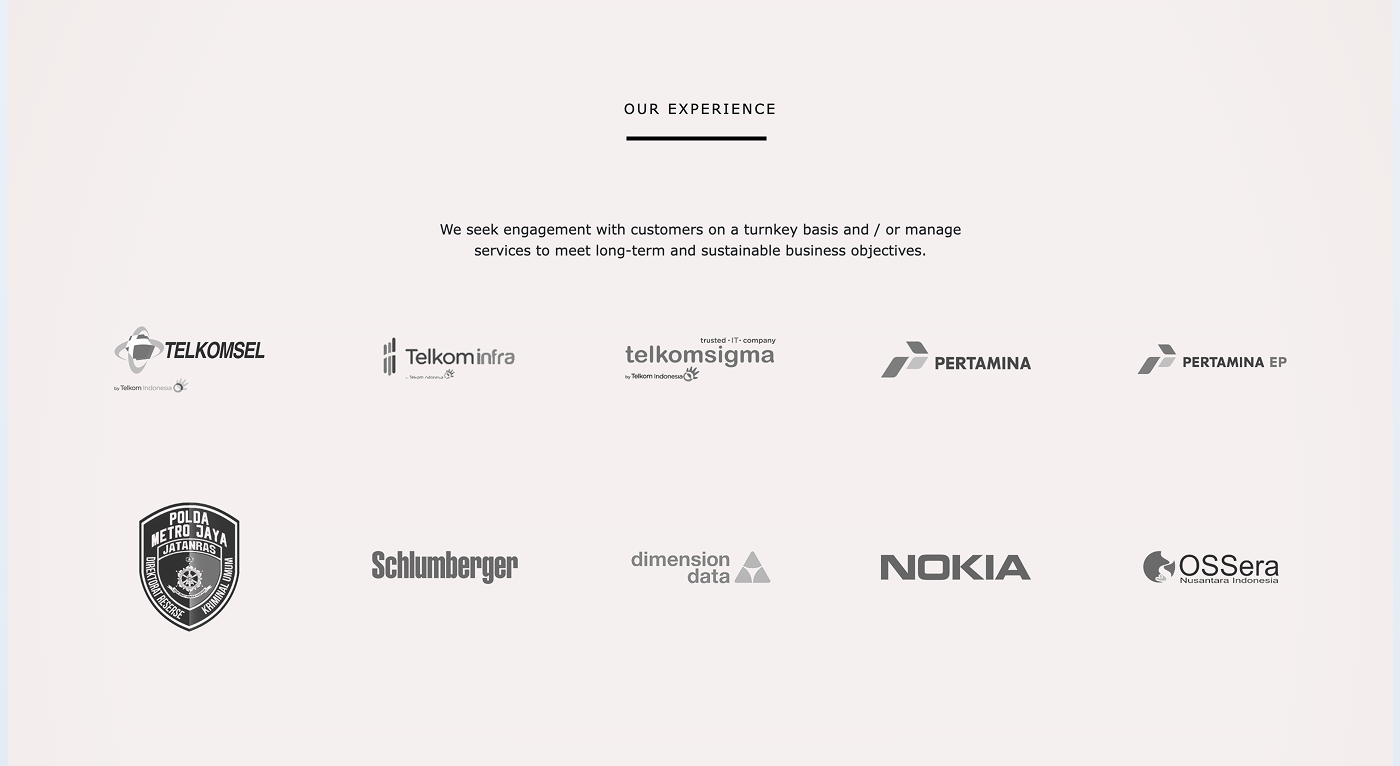 OUR EXPERIENCE
We seek engagement with customers on a turnkey basis and / or manage
services to meet long-term and sustainable business objectives.
TELKOMSEL
by Telkom Indonesia
Telkominfra
by Telkom Indonesia
trusted · IT · company
telkomsigma
by Telkom Indonesia
PERTAMINA
PERTAMINA EP
POLDA
METRO JAYA
JATANRAS
DIREKTORAT RESERSE
KRIMINAL UMUM
Schlumberger
dimension
data
NOKIA
OSSera
Nusantara Indonesia